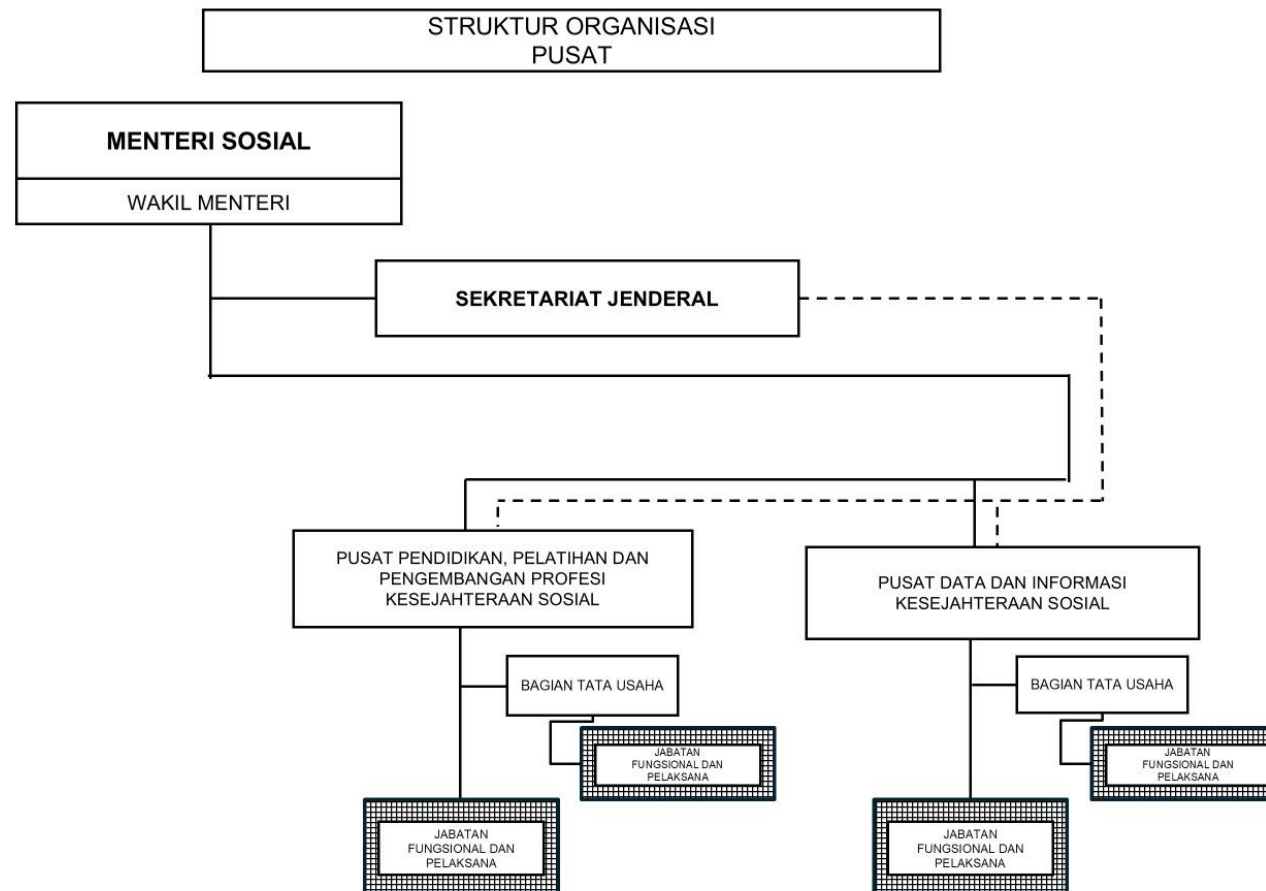 STRUKTUR ORGANISASI
PUSAT
MENTERI SOSIAL
WAKIL MENTERI
SEKRETARIAT JENDERAL
PUSAT PENDIDIKAN, PELATIHAN DAN
PENGEMBANGAN PROFESI
KESEJAHTERAAN SOSIAL
PUSAT DATA DAN INFORMASI
KESEJAHTERAAN SOSIAL
BAGIAN TATA USAHA
BAGIAN TATA USAHA
JABATAN
FUNGSIONAL DAN
PELAKSANA
JABATAN
FUNGSIONAL DAN
PELAKSANA
JABATAN
FUNGSIONAL DAN
PELAKSANA
JABATAN
FUNGSIONAL DAN
PELAKSANA